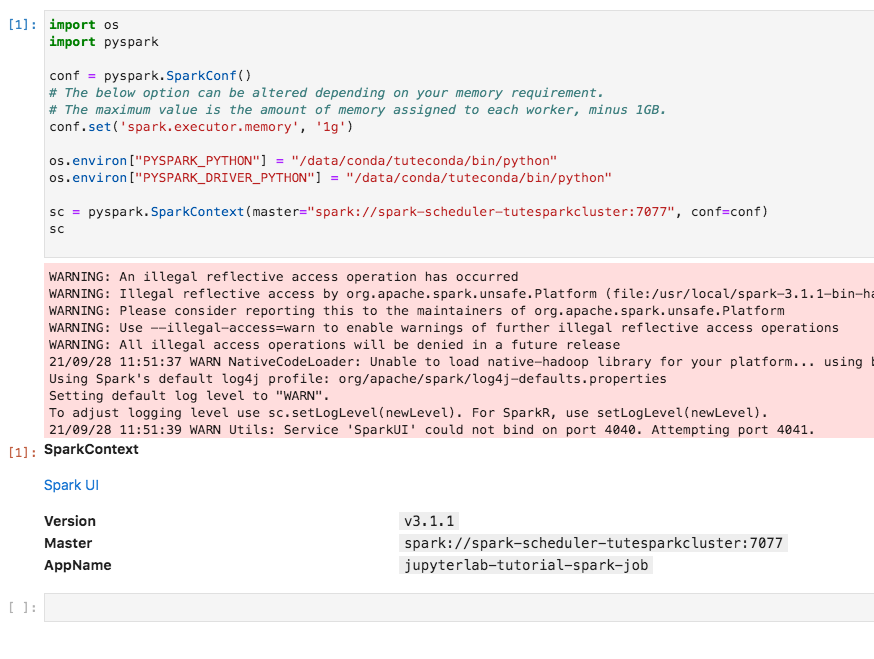 [1]: import os
import pyspark
conf = pyspark.SparkConf()
# The below option can be altered depending on your memory requirement.
# The maximum value is the amount of memory assigned to each worker, minus 1GB.
conf.set('spark.executor.memory', '1g')
os.environ["PYSPARK_PYTHON"] = "/data/conda/tuteconda/bin/python"
os.environ["PYSPARK_DRIVER_PYTHON"] = "/data/conda/tuteconda/bin/python"
sc = pyspark.SparkContext(master="spark://spark-scheduler-tutesparkcluster:7077", conf=conf)
sc
WARNING: An illegal reflective access operation has occurred
WARNING: Illegal reflective access by org.apache.spark.unsafe.Platform (file:/usr/local/spark-3.1.1-bin-ha
WARNING: Please consider reporting this to the maintainers of org.apache.spark.unsafe.Platform
WARNING: Use --illegal-access=warn to enable warnings of further illegal reflective access operations
WARNING: All illegal access operations will be denied in a future release
21/09/28 11:51:37 WARN NativeCodeLoader: Unable to load native-hadoop library for your platform... using b
Using Spark's default log4j profile: org/apache/spark/log4j-defaults.properties
Setting default log level to "WARN".
To adjust logging level use sc.setLogLevel(newLevel). For SparkR, use setLogLevel(newLevel).
21/09/28 11:51:39 WARN Utils: Service 'SparkUI' could not bind on port 4040. Attempting port 4041.
[1]: SparkContext
Spark UI
Version v3.1.1
Master spark://spark-scheduler-tutesparkcluster:7077
AppName jupyterlab-tutorial-spark-job
[ ]: